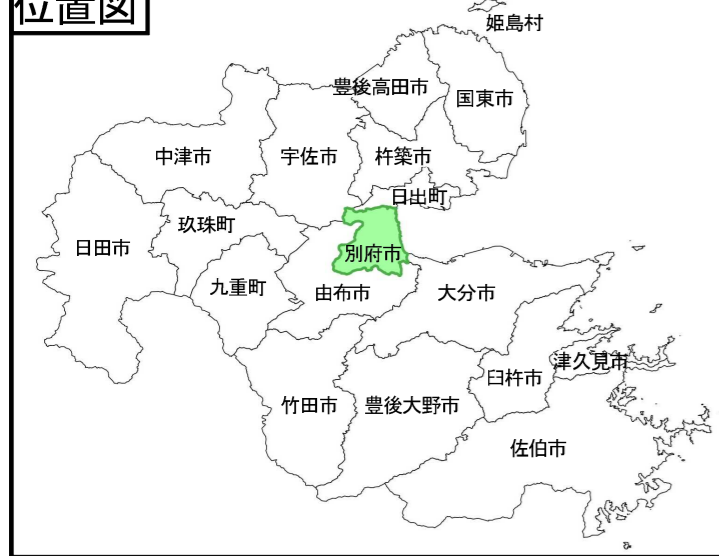 位置図
姫島村
豊後高田市
国東市
中津市
宇佐市
杵築市
日出町
玖珠町
日田市
別府市
九重町
由布市
大分市
津久見市
臼杵市
竹田市
豊後大野市
佐伯市